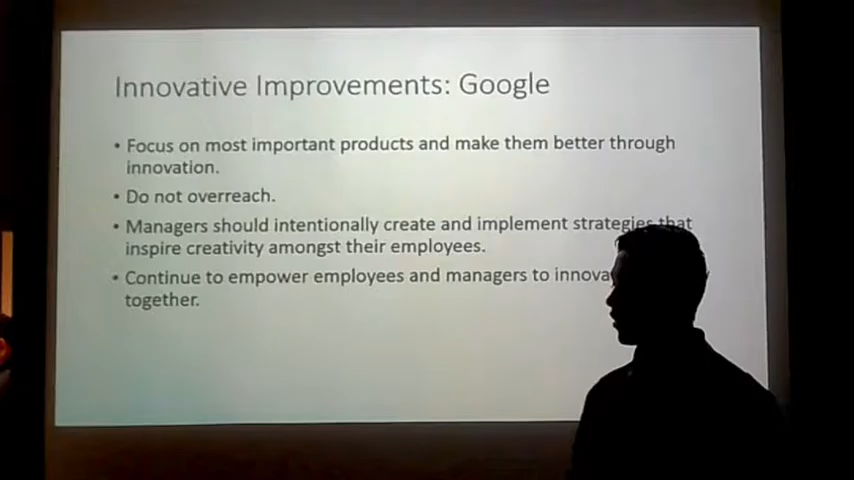 Innovative Improvements: Google
• Focus on most important products and make them better through
innovation.
• Do not overreach.
• Managers should intentionally create and implement strategies that
inspire creativity amongst their employees.
• Continue to empower employees and managers to
together.